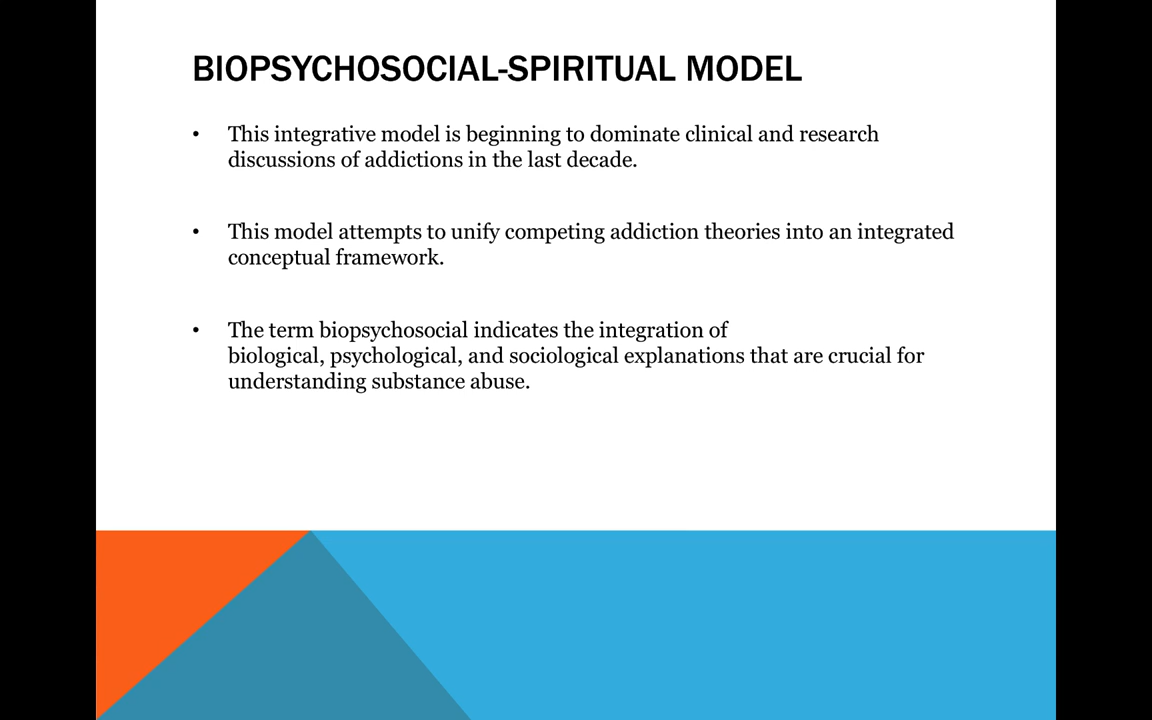 BIOPSYCHOSOCIAL-SPIRITUAL MODEL
• This integrative model is beginning to dominate clinical and research
discussions of addictions in the last decade.
• This model attempts to unify competing addiction theories into an integrated
conceptual framework.
• The term biopsychosocial indicates the integration of
biological, psychological, and sociological explanations that are crucial for
understanding substance abuse.